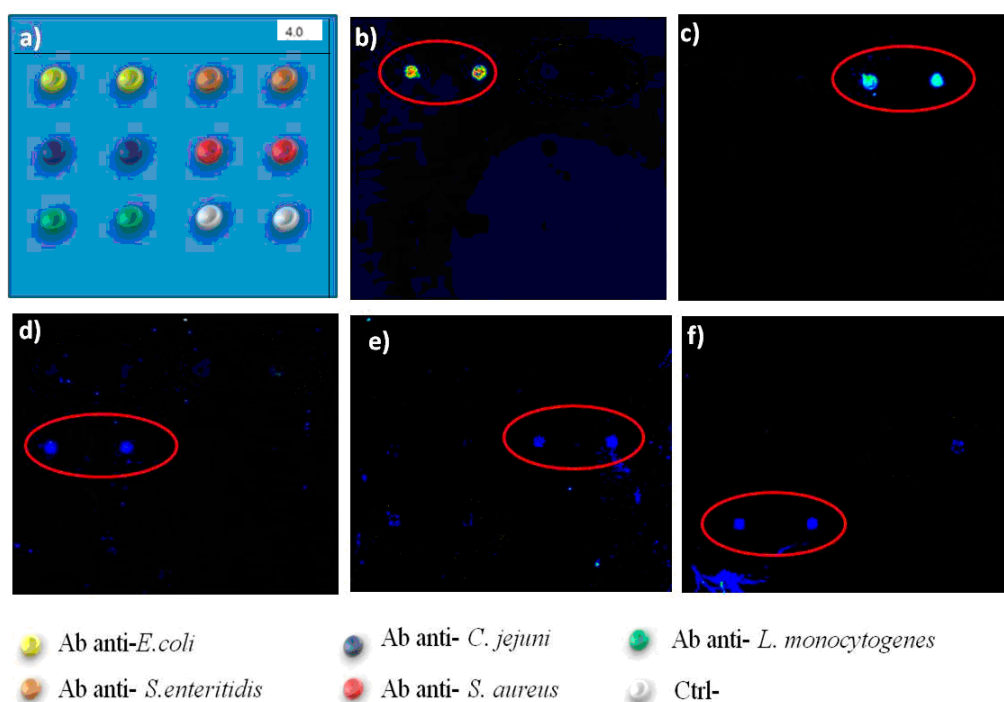 a)
4.0
b)
c)
d)
e)
f)
Ab anti-E.coli
Ab anti- C. jejuni
Ab anti- L. monocytogenes
Ab anti- S.enteritidis
Ab anti- S. aureus
Ctrl-